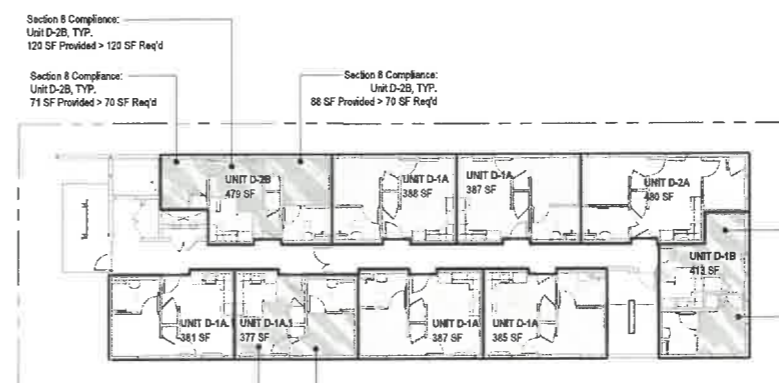 Section 8 Compliance:
Unit D-2B, TYP.
120 SF Provided > 120 SF Req'd
Section 8 Compliance:
Unit D-2B, TYP.
71 SF Provided > 70 SF Req'd
Section 8 Compliance:
Unit D-2B, TYP.
88 SF Provided > 70 SF Req'd
UNIT D-2B
479 SF
UNIT D-1A
388 SF
UNIT D-1A
387 SF
UNIT D-2A
480 SF
UNIT D-1B
413 SF
UNIT D-1A.1
381 SF
UNIT D-1A.1
377 SF
UNIT D-1A
387 SF
UNIT D-1A
385 SF